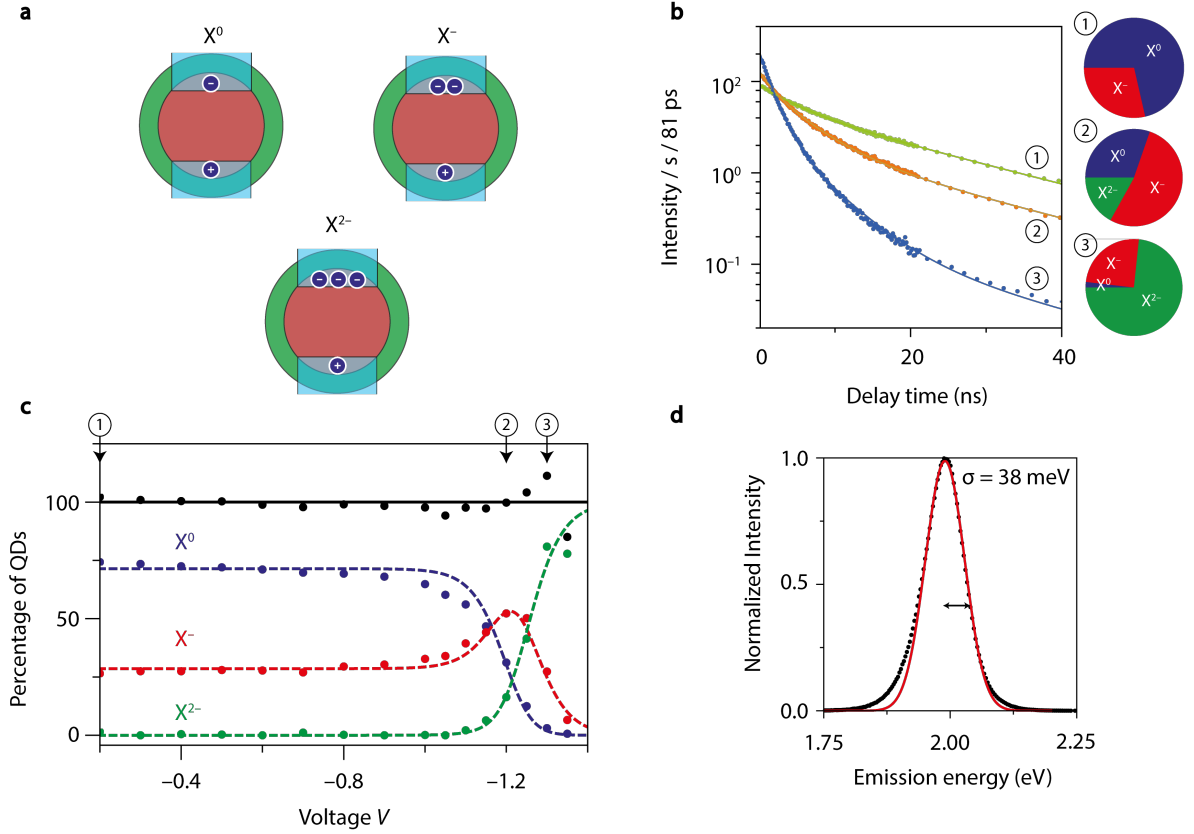 a
X⁰
X⁻
− 
− −
+
+
X²⁻
− − −
+
b
Intensity / s / 81 ps
10²
10⁰
10⁻¹
0
20
40
Delay time (ns)
1
2
3
1
X⁰
X⁻
2
X⁰
X⁻
X²⁻
3
X⁻
X⁰
X²⁻
c
1
2
3
Percentage of QDs
100
50
0
X⁰
X⁻
X²⁻
−0.4
−0.8
−1.2
Voltage V
d
σ = 38 meV
Normalized Intensity
1.0
0.5
0.0
1.75
2.00
2.25
Emission energy (eV)